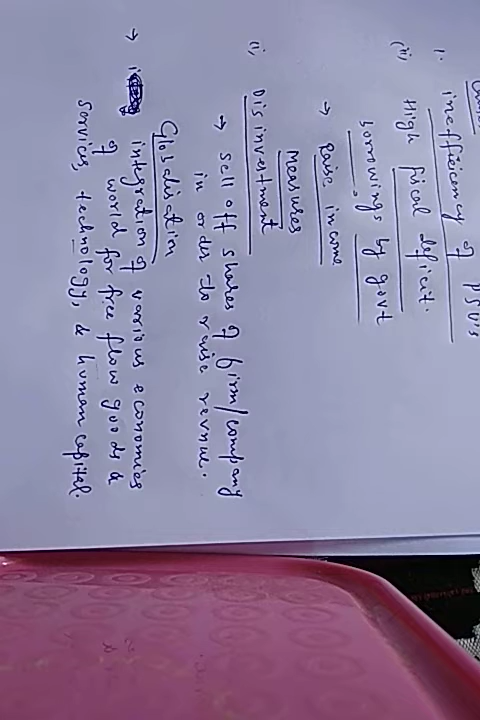 i. inefficiency of PSU's
(ii) High fiscal deficit.
borrowings by govt
→ Raise income
Measures
ii) Disinvestment
→ sell off shares of firm/company
in order to raise revnue.
Globalisation
→ integration of various economies
of world for free flow goods &
services, technology, & human capital.